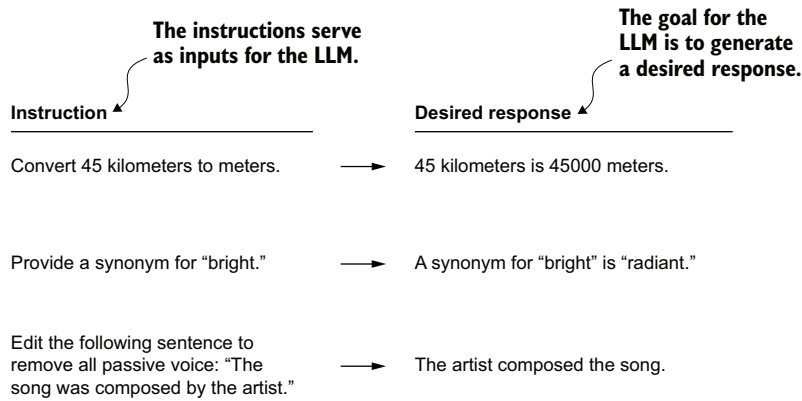 The instructions serve
as inputs for the LLM.
The goal for the
LLM is to generate
a desired response.
Instruction
Desired response
Convert 45 kilometers to meters.
45 kilometers is 45000 meters.
Provide a synonym for “bright.”
A synonym for “bright” is “radiant.”
Edit the following sentence to
remove all passive voice: “The
song was composed by the artist.”
The artist composed the song.